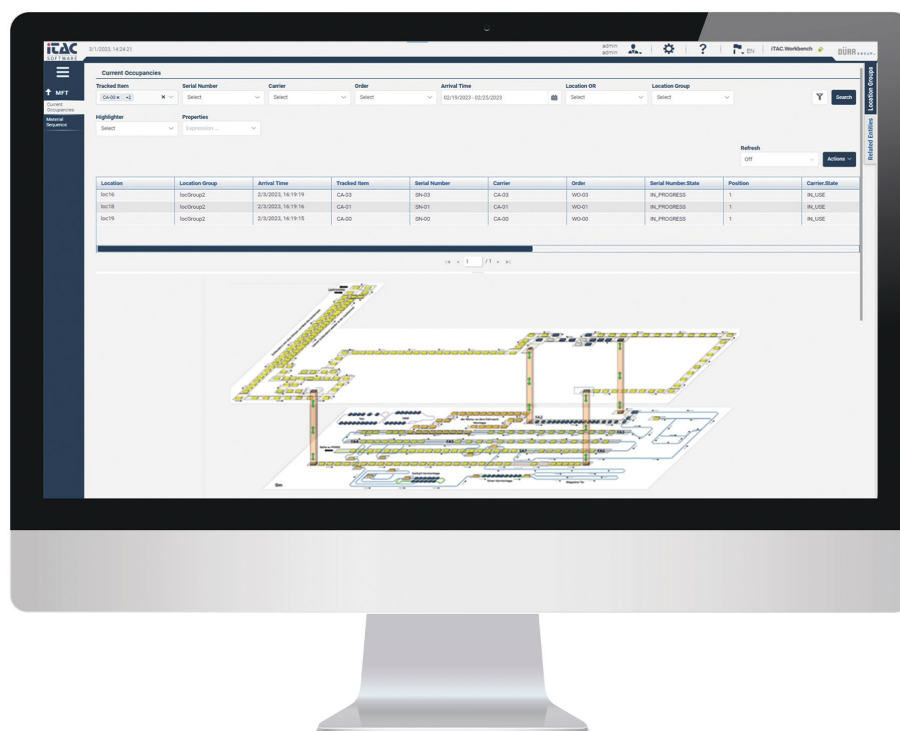 iTAC
SOFTWARE
3/1/2023, 14:24:21
admin
admin
?
EN
iTAC.Workbench
DÜRR GROUP.
MFT
Current
Occupancies
Material
Sequence
Location Groups
Related Entities
Current Occupancies
Tracked Item Serial Number Carrier Order Arrival Time Location OR Location Group
CA-00 × +2 × Select Select Select 02/19/2023 - 02/25/2023 Select Select Search
Highlighter Properties
Select Expression ...
Refresh
Off Actions
Location Location Group Arrival Time Tracked Item Serial Number Carrier Order Serial Number.State Position Carrier.State
loc16 locGroup2 2/3/2023, 16:19:19 CA-03 SN-03 CA-03 WO-03 IN_PROGRESS 1 IN_USE
loc18 locGroup2 2/3/2023, 16:19:16 CA-01 SN-01 CA-01 WO-01 IN_PROGRESS 1 IN_USE
loc19 locGroup2 2/3/2023, 16:19:15 CA-00 SN-00 CA-00 WO-00 IN_PROGRESS 1 IN_USE
1 / 1
FA2
0m